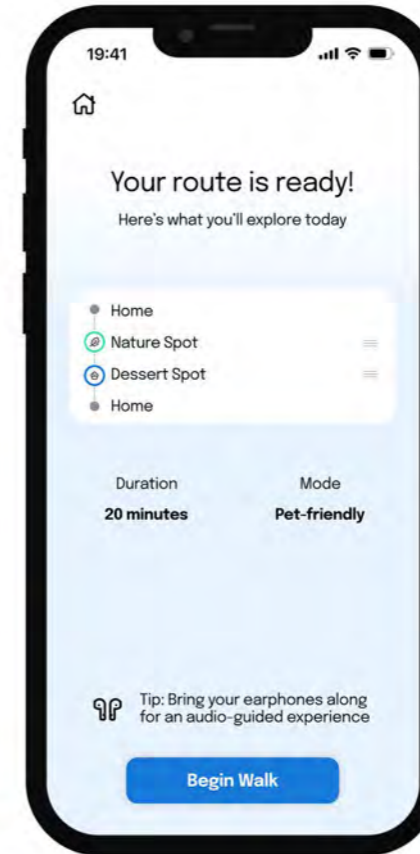 19:41
Your route is ready!
Here's what you'll explore today
Home
Nature Spot
Dessert Spot
Home
Duration
Mode
20 minutes
Pet-friendly
Tip: Bring your earphones along
for an audio-guided experience
Begin Walk